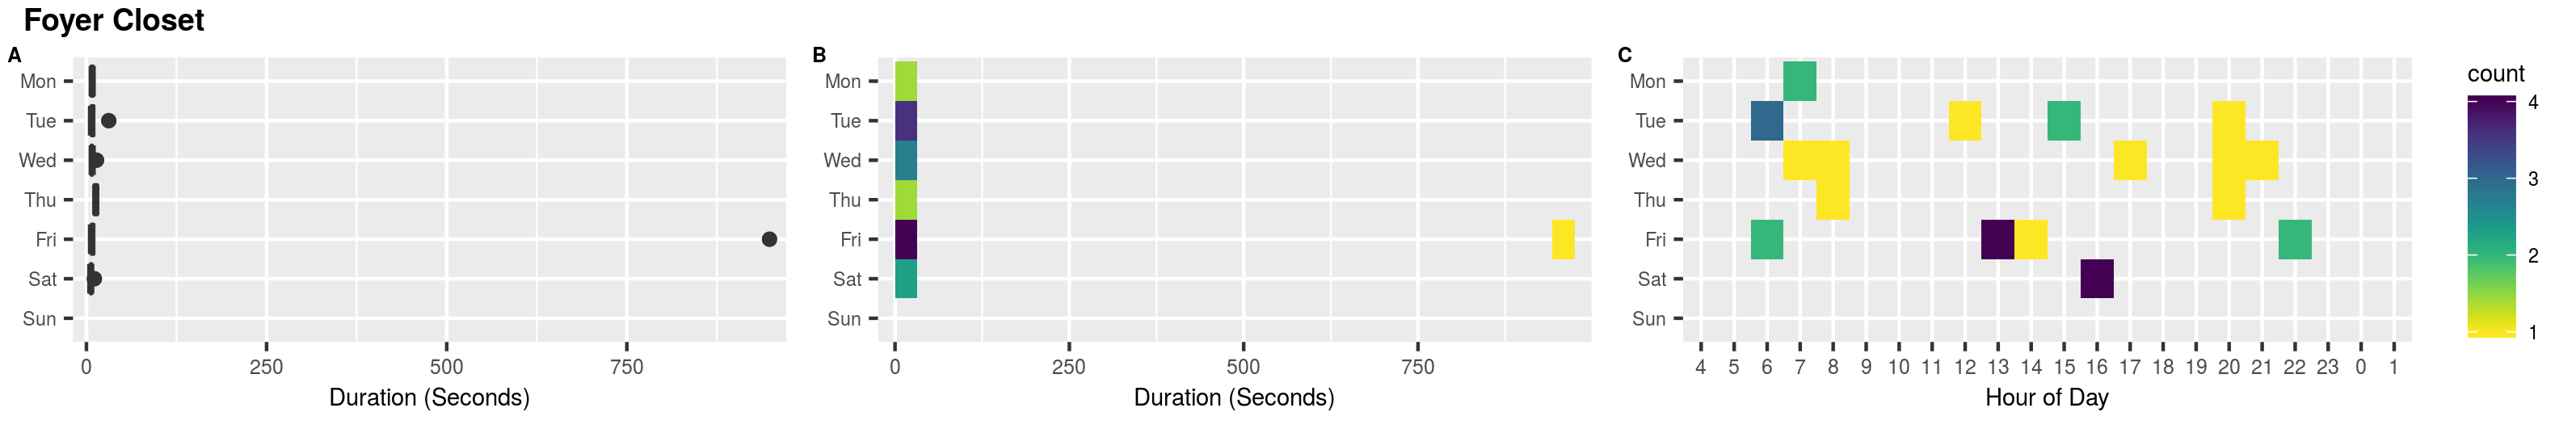 Foyer Closet
A
Mon
Tue
Wed
Thu
Fri
Sat
Sun
0 250 500 750
Duration (Seconds)
B
Mon
Tue
Wed
Thu
Fri
Sat
Sun
0 250 500 750
Duration (Seconds)
C
Mon
Tue
Wed
Thu
Fri
Sat
Sun
4 5 6 7 8 9 10 11 12 13 14 15 16 17 18 19 20 21 22 23 0 1
Hour of Day
count
4
3
2
1